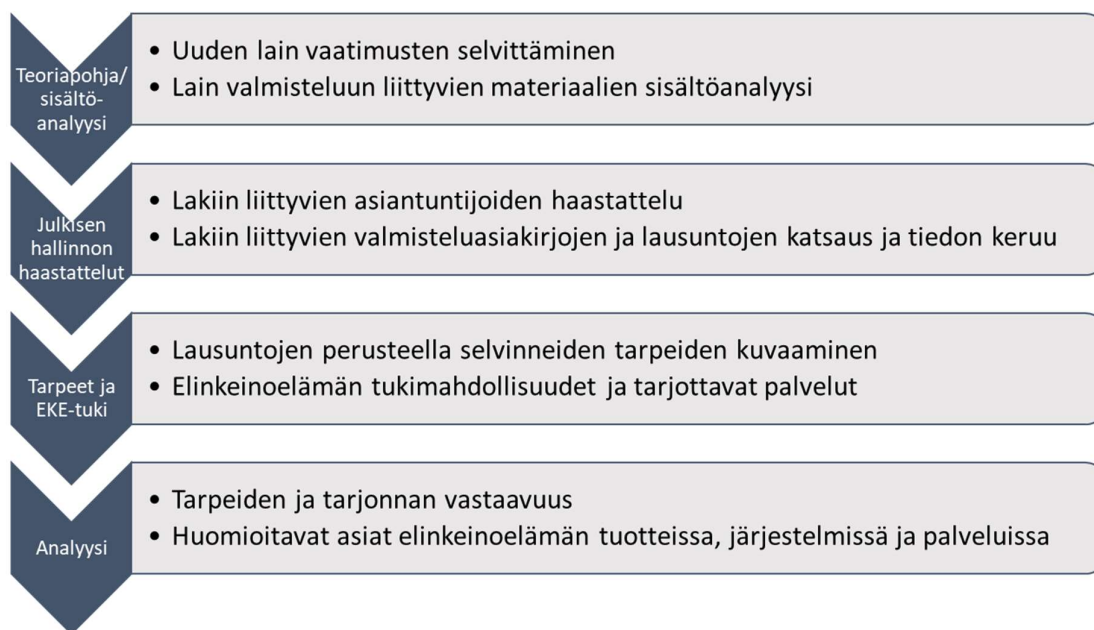 Teoriapohja/
sisältö-
analyysi
• Uuden lain vaatimusten selvittäminen
• Lain valmisteluun liittyvien materiaalien sisältöanalyysi
Julkisen
hallinnon
haastattelut
• Lakiin liittyvien asiantuntijoiden haastattelu
• Lakiin liittyvien valmisteluasiakirjojen ja lausuntojen katsaus ja tiedon keruu
Tarpeet ja
EKE-tuki
• Lausuntojen perusteella selvinneiden tarpeiden kuvaaminen
• Elinkeinoelämän tukimahdollisuudet ja tarjottavat palvelut
Analyysi
• Tarpeiden ja tarjonnan vastaavuus
• Huomioitavat asiat elinkeinoelämän tuotteissa, järjestelmissä ja palveluissa